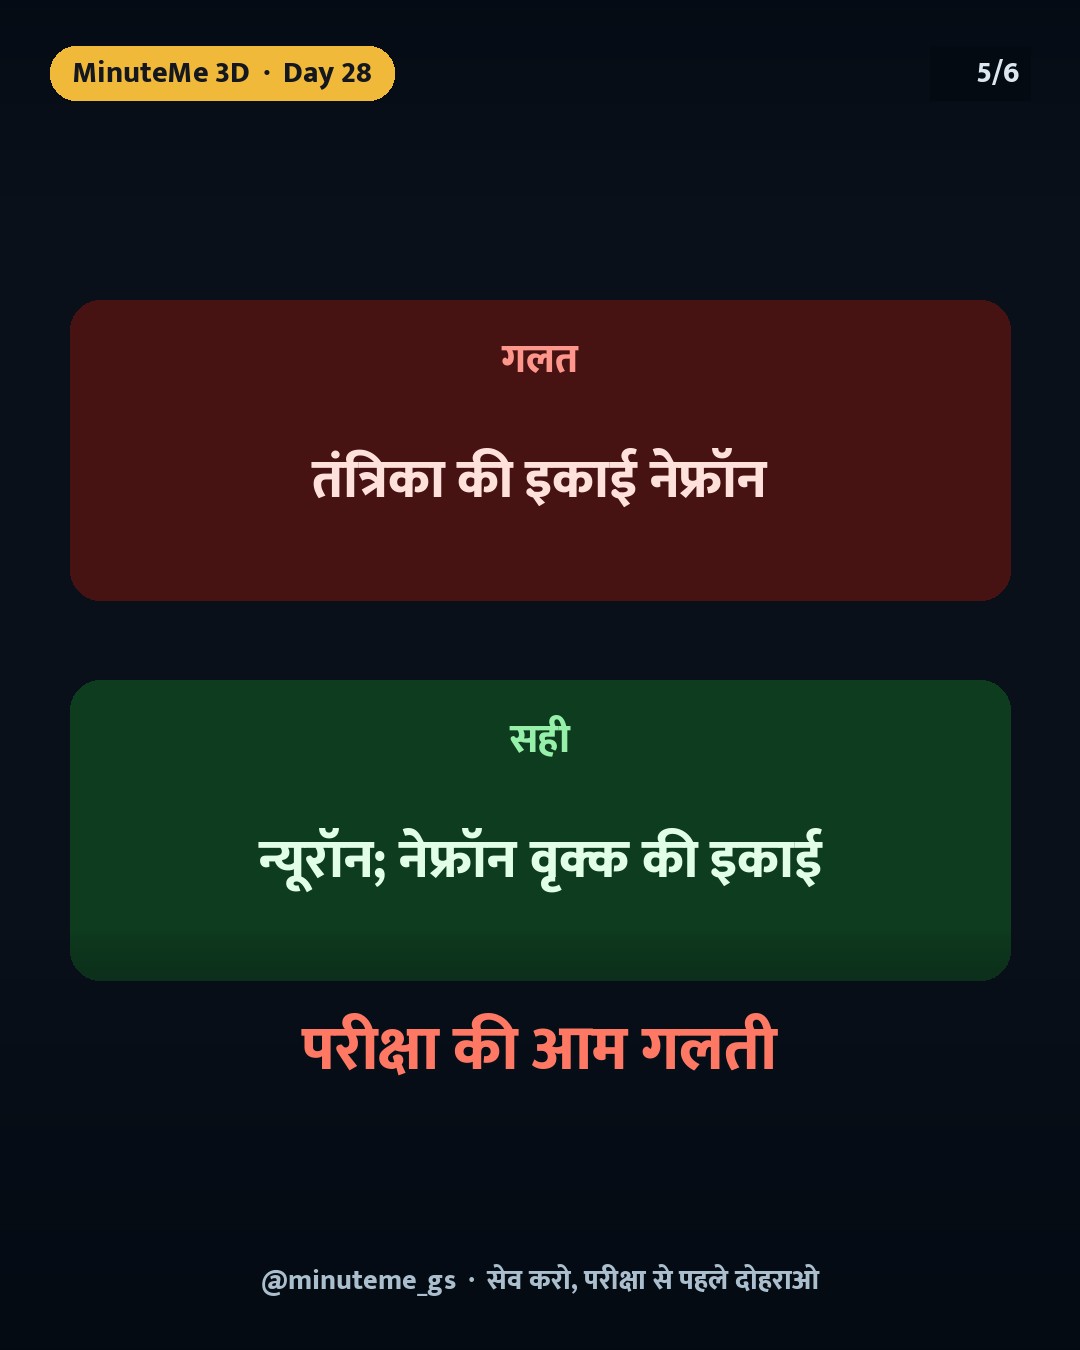 MinuteMe 3D · Day 28
5/6
गलत
तंत्रिका की इकाई नेफ्रॉन
सही
न्यूरॉन; नेफ्रॉन वृक्क की इकाई
परीक्षा की आम गलती
@minuteme_gs · सेव करो, परीक्षा से पहले दोहराओ